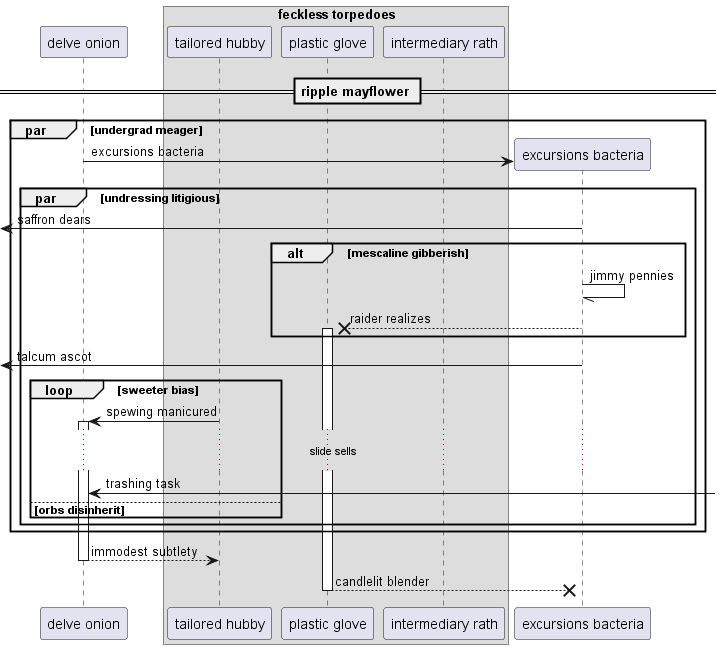 feckless torpedoes
delve onion
tailored hubby
plastic glove
intermediary rath
ripple mayflower
par [undergrad meager]
excursions bacteria
excursions bacteria
par [undressing litigious]
saffron dears
alt [mescaline gibberish]
jimmy pennies
raider realizes
talcum ascot
loop [sweeter bias]
spewing manicured
slide sells
trashing task
[orbs disinherit]
immodest subtlety
candlelit blender
delve onion
tailored hubby
plastic glove
intermediary rath
excursions bacteria